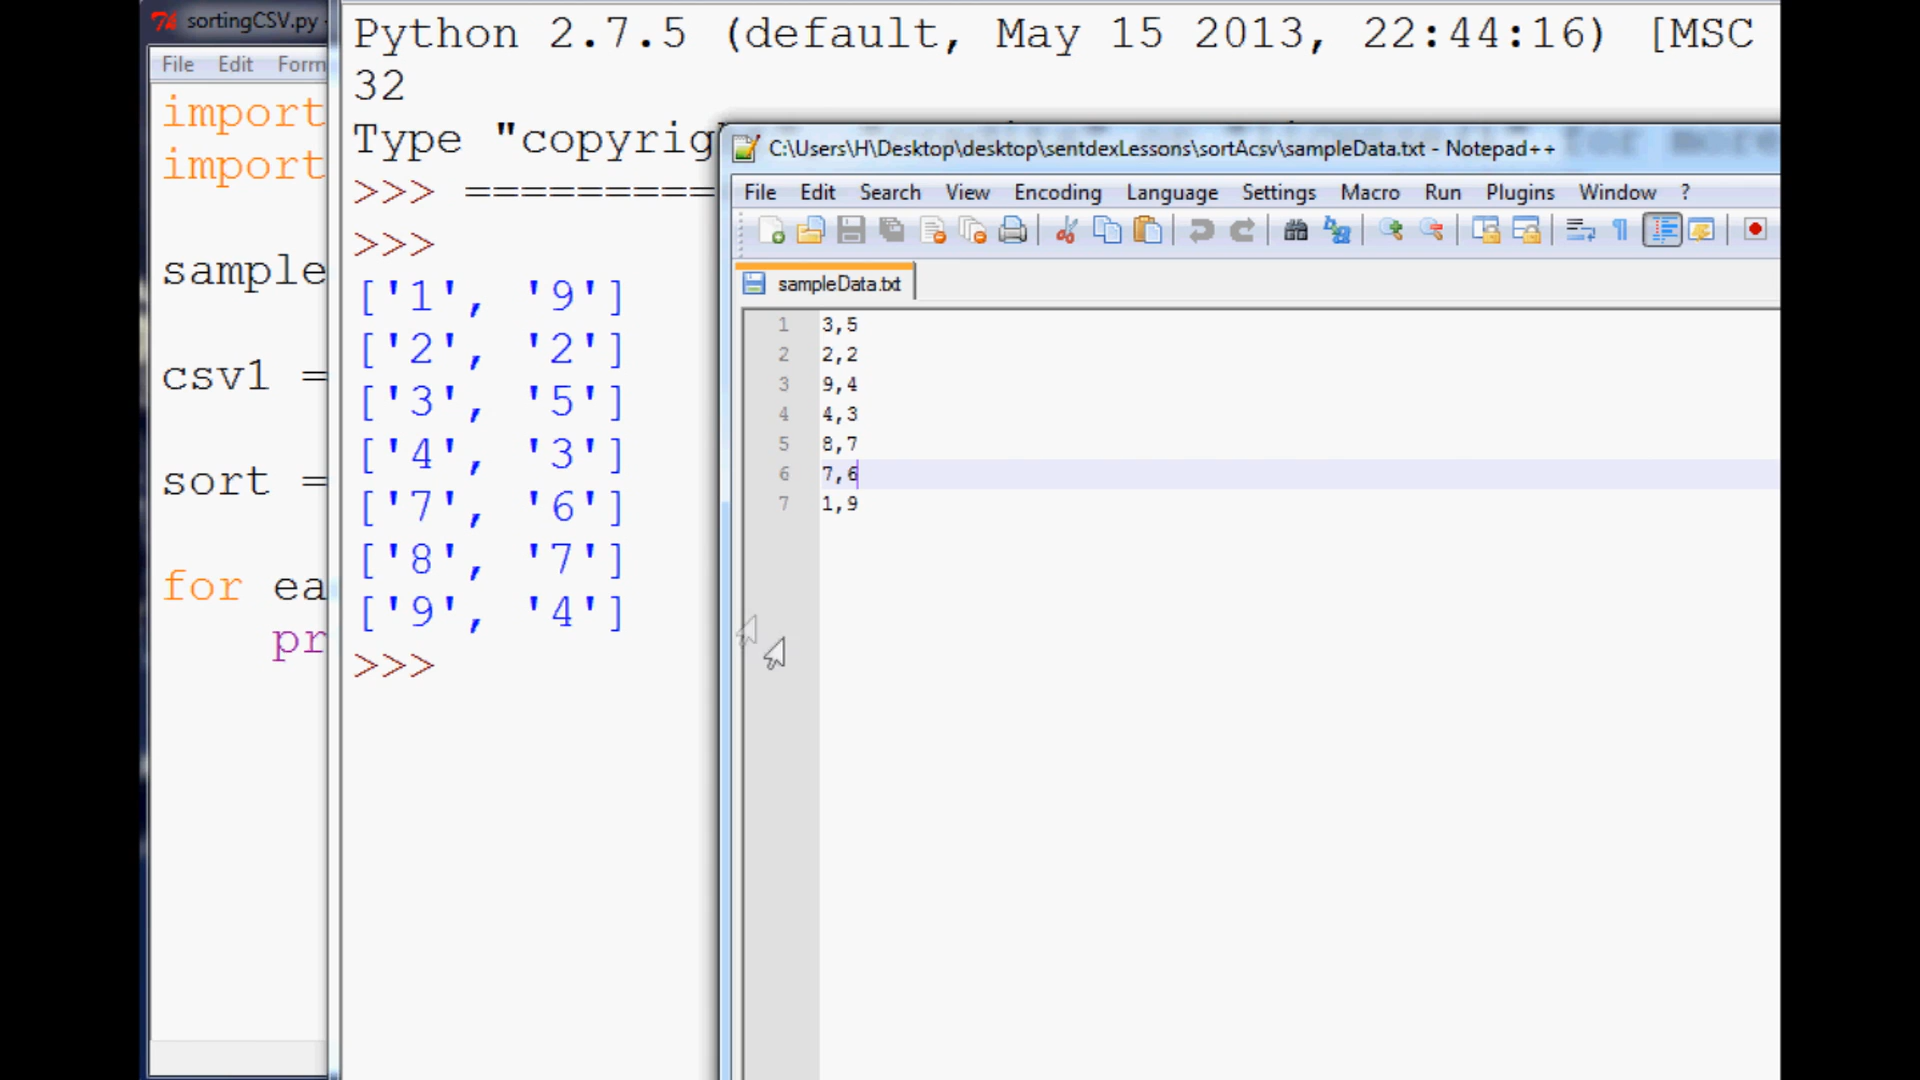 sortingCSV.py
File Edit Form
import
import
sample
csv1 =
sort =
for ea
pr
Python 2.7.5 (default, May 15 2013, 22:44:16) [MSC
32
Type "copyrig
for more
>>> =========
>>>
['1', '9']
['2', '2']
['3', '5']
['4', '3']
['7', '6']
['8', '7']
['9', '4']
>>>
C:\Users\H\Desktop\desktop\sentdexLessons\sortAcsv\sampleData.txt - Notepad++
File Edit Search View Encoding Language Settings Macro Run Plugins Window ?
sampleData.txt
1 3,5
2 2,2
3 9,4
4 4,3
5 8,7
6 7,6
7 1,9